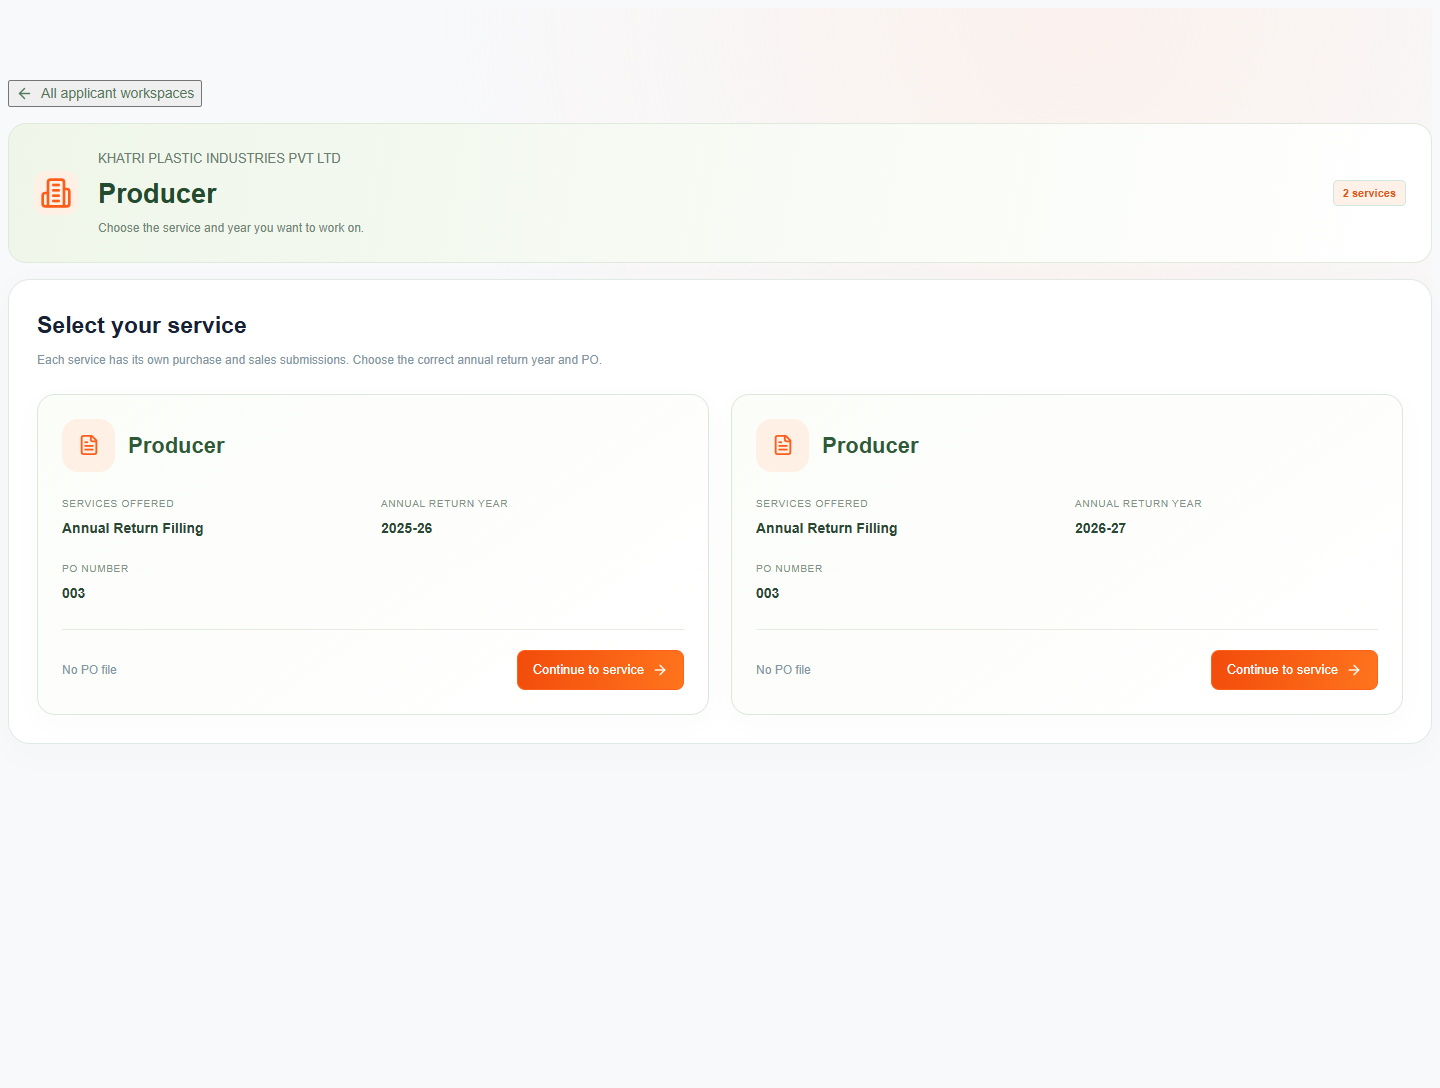 All applicant workspaces
KHATRI PLASTIC INDUSTRIES PVT LTD
Producer
Choose the service and year you want to work on.
2 services
Select your service
Each service has its own purchase and sales submissions. Choose the correct annual return year and PO.
Producer
SERVICES OFFERED
Annual Return Filling
ANNUAL RETURN YEAR
2025-26
PO NUMBER
003
No PO file
Continue to service
Producer
SERVICES OFFERED
Annual Return Filling
ANNUAL RETURN YEAR
2026-27
PO NUMBER
003
No PO file
Continue to service